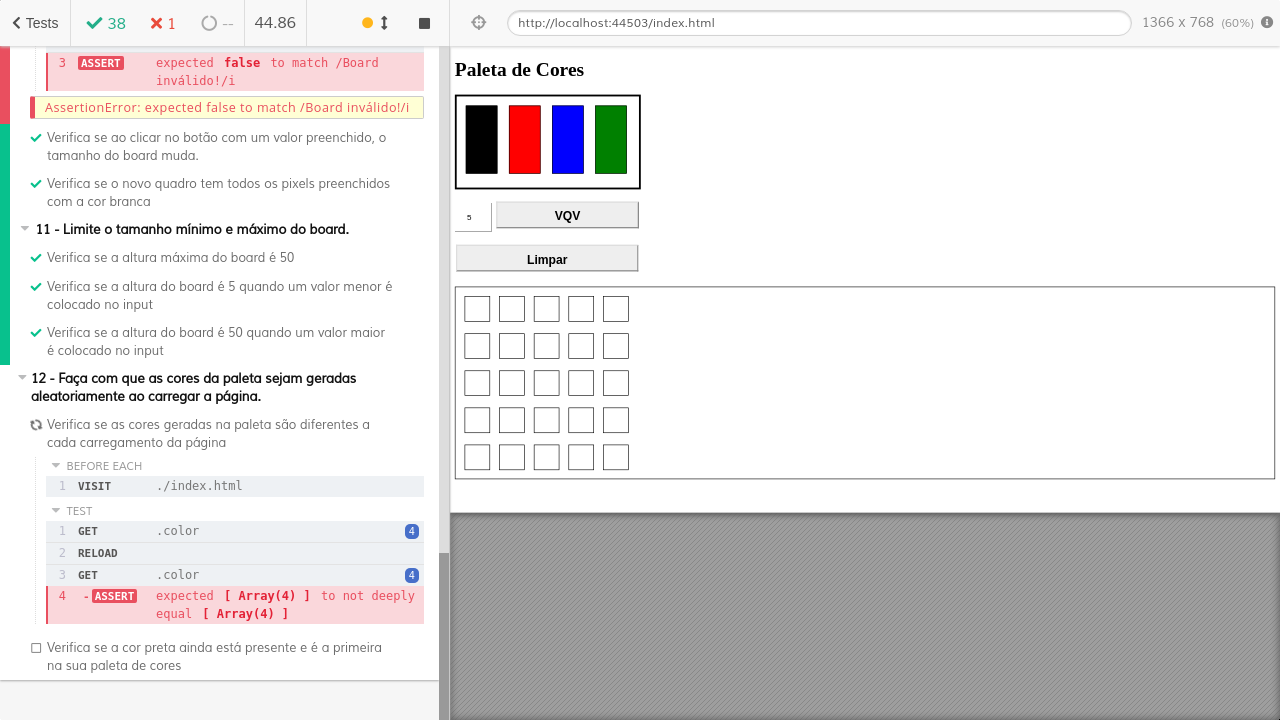 Tests
38
1
--
44.86
http://localhost:44503/index.html
1366 x 768 (60%)
3 ASSERT expected false to match /Board
inválido!/i
AssertionError: expected false to match /Board inválido!/i
Verifica se ao clicar no botão com um valor preenchido, o
tamanho do board muda.
Verifica se o novo quadro tem todos os pixels preenchidos
com a cor branca
11 - Limite o tamanho mínimo e máximo do board.
Verifica se a altura máxima do board é 50
Verifica se a altura do board é 5 quando um valor menor é
colocado no input
Verifica se a altura do board é 50 quando um valor maior
é colocado no input
12 - Faça com que as cores da paleta sejam geradas
aleatoriamente ao carregar a página.
Verifica se as cores geradas na paleta são diferentes a
cada carregamento da página
BEFORE EACH
1 VISIT ./index.html
TEST
1 GET .color 4
2 RELOAD
3 GET .color 4
4 -ASSERT expected [ Array(4) ] to not deeply
equal [ Array(4) ]
Verifica se a cor preta ainda está presente e é a primeira
na sua paleta de cores
Paleta de Cores
5
VQV
Limpar